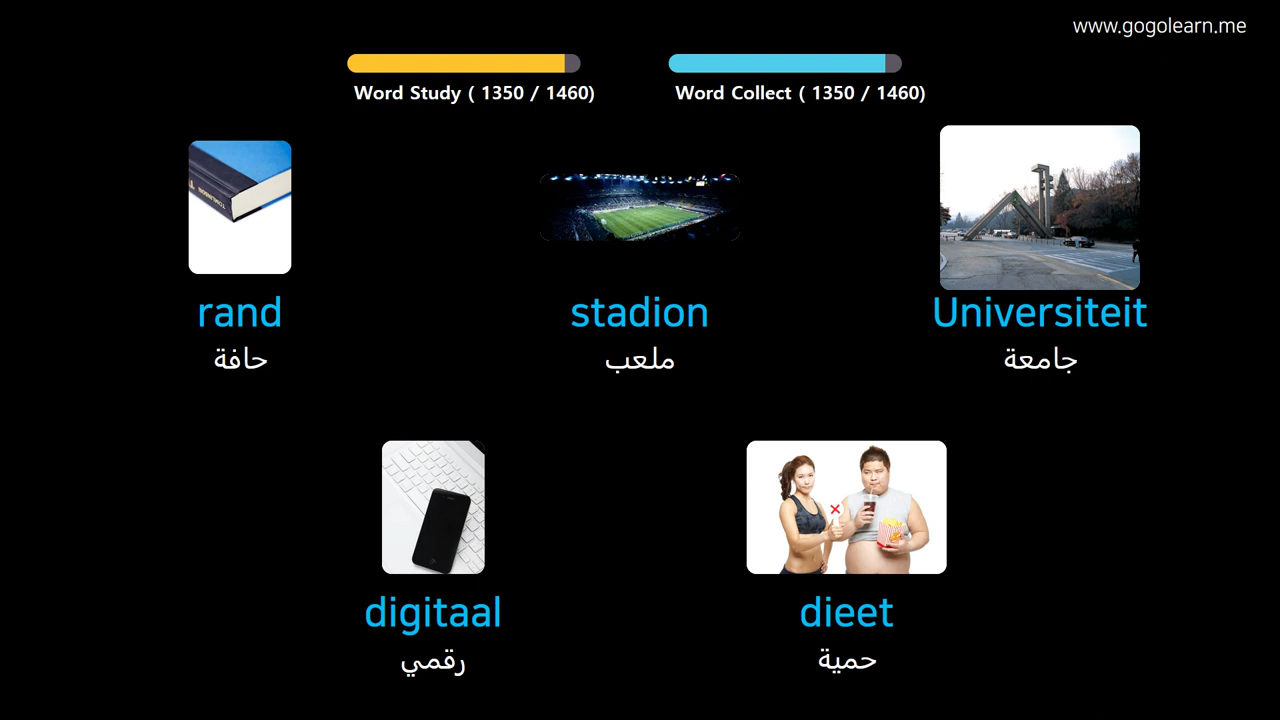 www.gogolearn.me
Word Study ( 1350 / 1460)
Word Collect ( 1350 / 1460)
TOMLINSON
rand
حافة
stadion
ملعب
Universiteit
جامعة
digitaal
رقمي
dieet
حمية